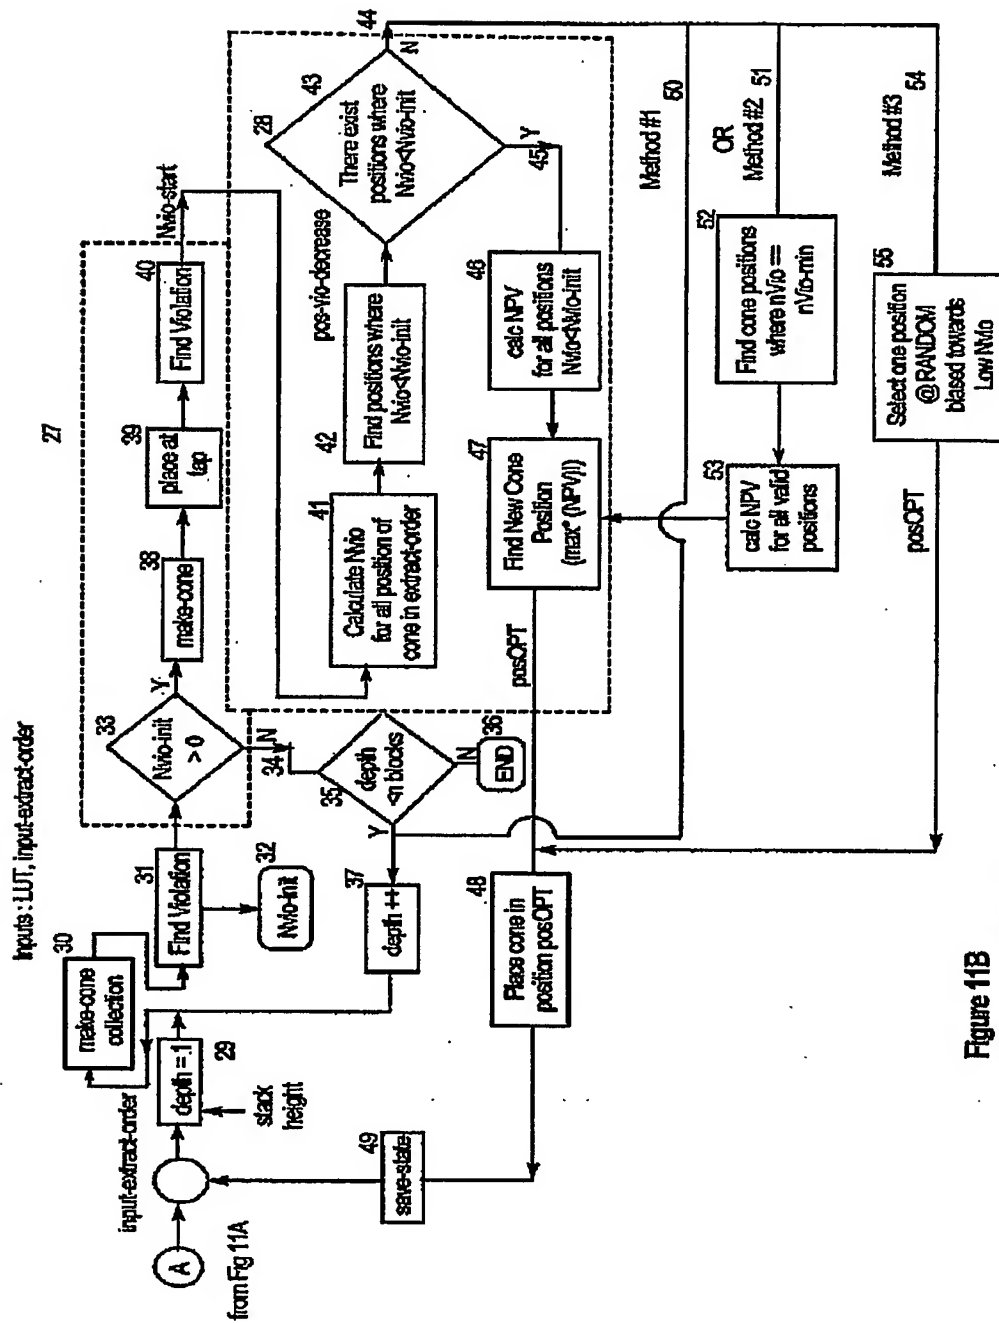 Inputs : LUT, input-extract-order
27
30
make-cone
collection
31
Find Violation
32
Nvio-init
33
Nvio-init
> 0
Y
N
34
38
make-cone
39
place at
tap
40
Find Violation
Nvio-start
input-extract-order
A
from Fig 11A
depth = 1
29
stack
height
37
depth ++
Y
35
depth
<n blocks
N
36
END
41
Calculate Nvio
for all position of
cone in extract-order
42
Find positions where
Nvio<Nvio-init
pos-vio-decrease
28
43
There exist
positions where
Nvio<Nvio-init
44
N
Y
45
46
calc NPV
for all positions
Nvio<Nvio-init
47
Find New Cone
Position
posOPT
48
Place cone in
position posOPT
49
save-state
Method #1
50
OR
Method #2
51
52
Find cone positions
where nVio ==
nVio-min
53
calc NPV
for all valid
positions
Method #3
54
55
Select one position
@ RANDOM
biased towards
Low Nvio
posOPT
Figure 11B